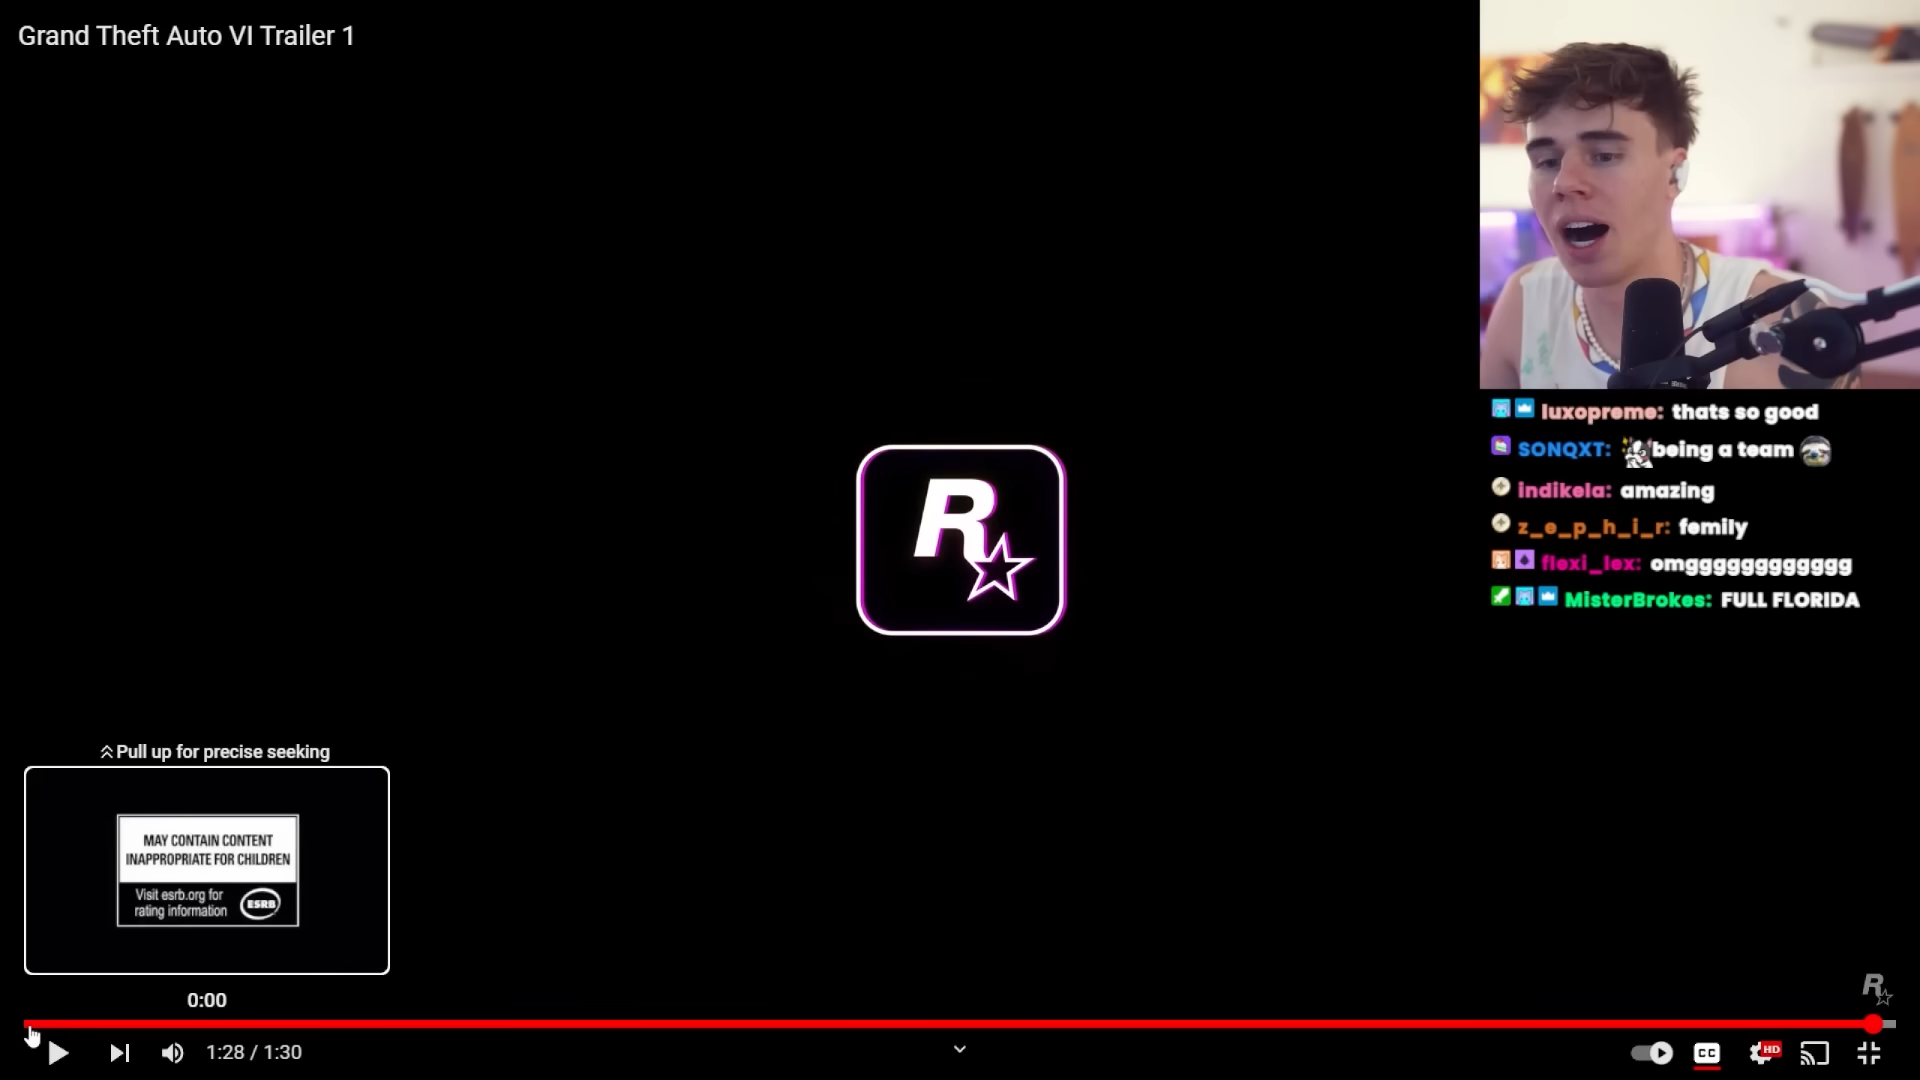 Grand Theft Auto VI Trailer 1
R
luxopreme: thats so good
SONQXT: being a team
indikela: amazing
z_e_p_h_i_r: femily
flexi_lex: omggggggggggggg
MisterBrokes: FULL FLORIDA
Pull up for precise seeking
MAY CONTAIN CONTENT
INAPPROPRIATE FOR CHILDREN
Visit esrb.org for
rating information
ESRB
0:00
R
1:28 / 1:30
CC
HD